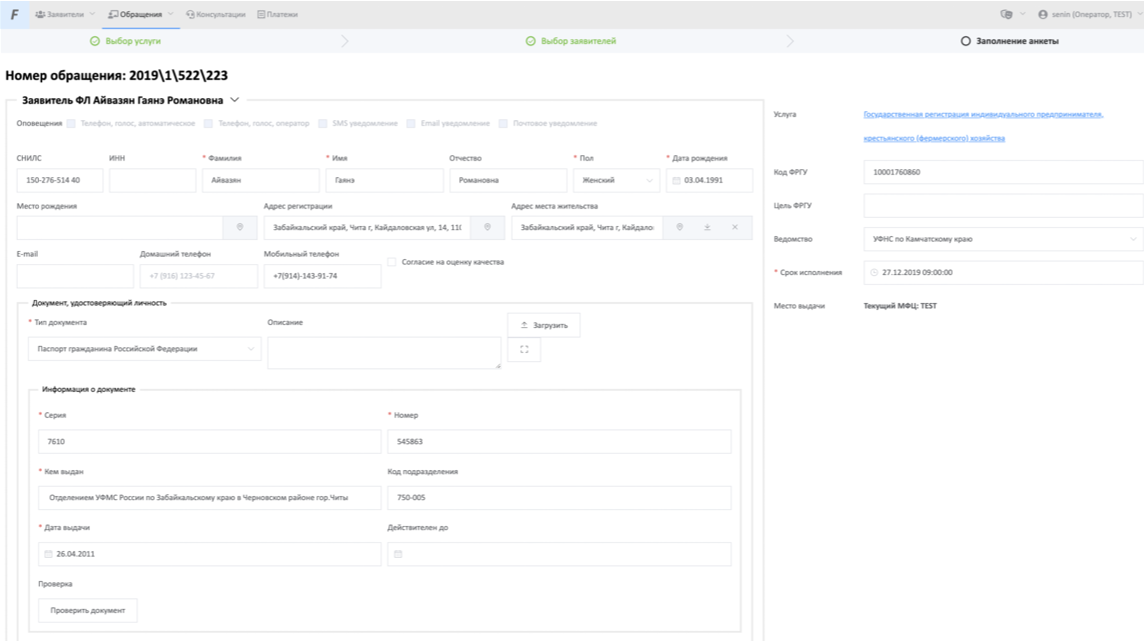 F Заявители Обращения Консультации Платежи senin (Оператор, TEST)
Выбор услуги Выбор заявителей Заполнение анкеты
Номер обращения: 2019\1\522\223
Заявитель ФЛ Айвазян Гаянэ Романовна
Оповещения Телефон, голос, автоматическое Телефон, голос, оператор SMS уведомление Email уведомление Почтовое уведомление
СНИЛС ИНН * Фамилия * Имя Отчество * Пол * Дата рождения
150-276-514 40 Айвазян Гаянэ Романовна Женский 03.04.1991
Место рождения Адрес регистрации Адрес места жительства
Забайкальский край, Чита г, Кайдаловская ул, 14, 11( Забайкальский край, Чита г, Кайдало
E-mail Домашний телефон Мобильный телефон Согласие на оценку качества
+7 (916) 123-45-67 +7(914)-143-91-74
Документ, удостоверяющий личность
* Тип документа Описание Загрузить
Паспорт гражданина Российской Федерации
Информация о документе
* Серия * Номер
7610 545863
* Кем выдан Код подразделения
Отделением УФМС России по Забайкальскому краю в Черновском районе гор.Читы 750-005
* Дата выдачи Действителен до
26.04.2011
Проверка
Проверить документ
Услуга Государственная регистрация индивидуального предпринимателя,
крестьянского (фермерского) хозяйства
Код ФРГУ 10001760860
Цель ФРГУ
Ведомство УФНС по Камчатскому краю
* Срок исполнения 27.12.2019 09:00:00
Место выдачи Текущий МФЦ: TEST